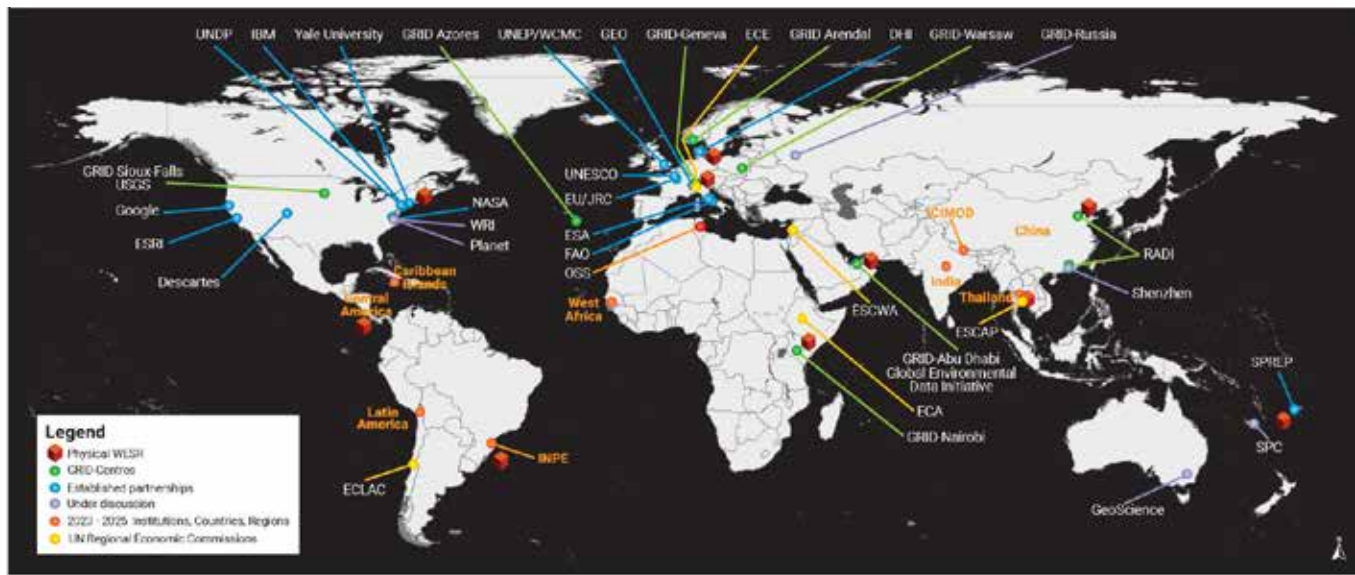 UNDP IBM Yale University GRID Azores UNEP/WCMC GEO GRID-Geneva ECE GRID Arendal DHI GRID-Warsaw GRID-Russia
GRID Sioux-Falls
USGS
Google
ESRI
Descartes
NASA
WRI
Planet
UNESCO
EU/JRC
ESA
FAO
OSS
Caribbean
Central
America
West
Africa
ICIMOD
China
India
Thailand
RADI
Shenzhen
ESCWA
ESCAP
GRID-Abu Dhabi
Global Environmental
Data Initiative
ECA
GRID-Nairobi
SPREP
SPC
GeoScience
Latin
America
INPE
ECLAC
Legend
Physical WESR
GRID-Centres
Established partnerships
Under discussion
2023 - 2025 Institutions, Countries, Regions
UN Regional Economic Commissions